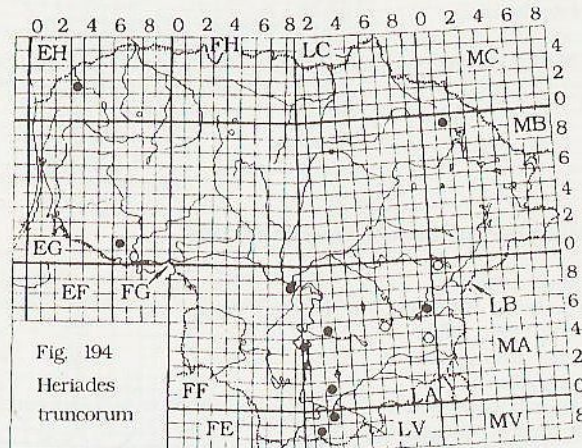 0 2 4 6 8 0 2 4 6 8 2 4 6 8 0 2 4 6 8
EH FH LC MC
4
2
0
MB
8
6
4
2
EG 0
EF FG 8
LB
6
Fig. 194 MA 4
Heriades 2
truncorum FF LA 0
FE LV MV 8